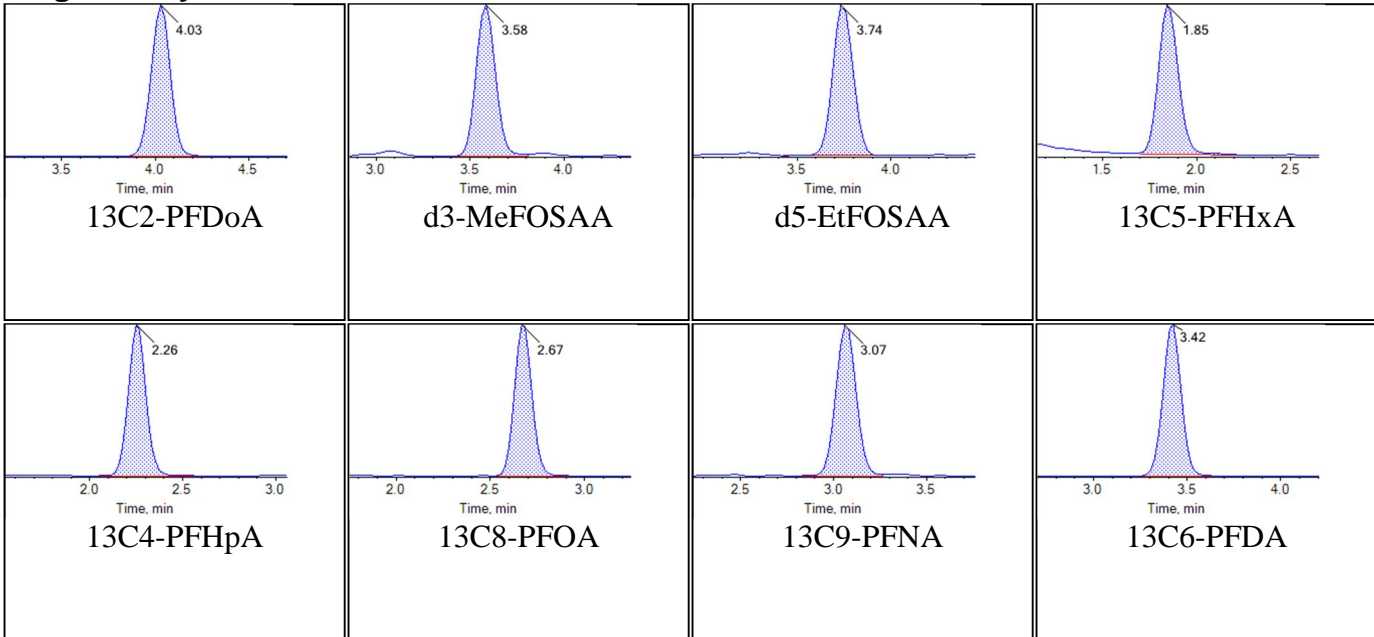 4.03
3.5 4.0 4.5
Time, min
13C2-PFDoA
3.58
3.0 3.5 4.0
Time, min
d3-MeFOSAA
3.74
3.5 4.0
Time, min
d5-EtFOSAA
1.85
1.5 2.0 2.5
Time, min
13C5-PFHxA
2.26
2.0 2.5 3.0
Time, min
13C4-PFHpA
2.67
2.0 2.5 3.0
Time, min
13C8-PFOA
3.07
2.5 3.0 3.5
Time, min
13C9-PFNA
3.42
3.0 3.5 4.0
Time, min
13C6-PFDA